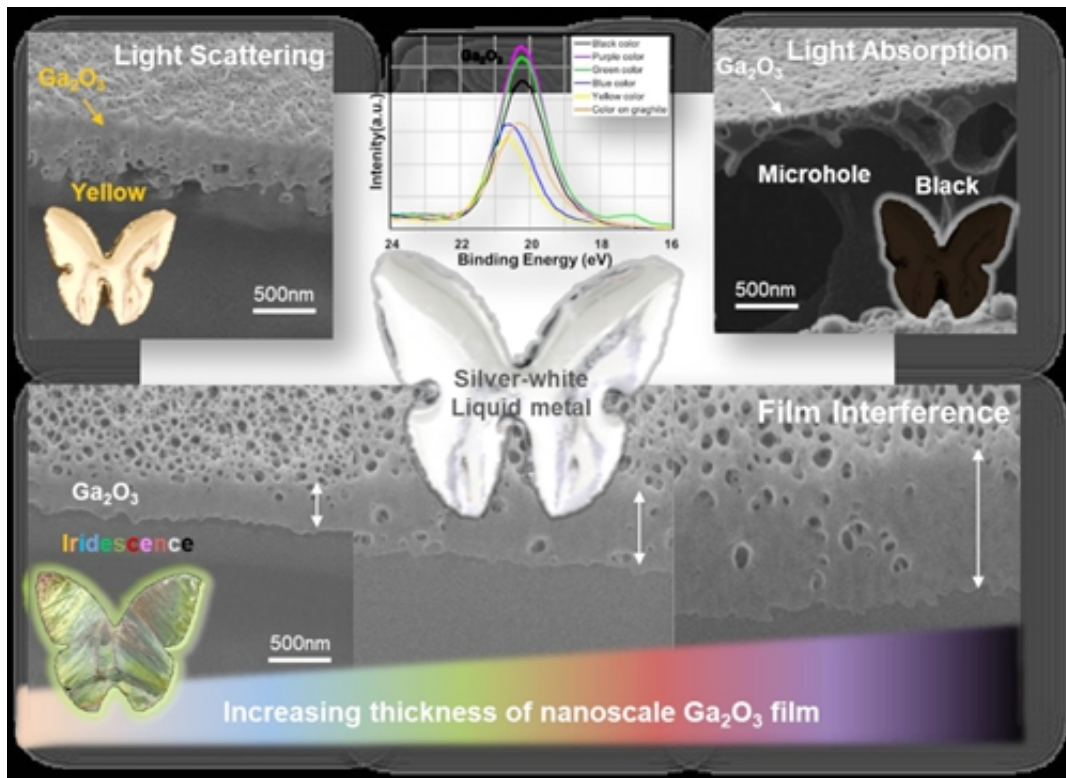 Light Scattering
Ga₂O₃
Yellow
500nm
Ga₂O₃
Black color
Purple color
Green color
Blue color
Yellow color
Color on graghite
Intenity(a.u.)
24 22 20 18 16
Binding Energy (eV)
Light Absorption
Ga₂O₃
Microhole
Black
500nm
Silver-white
Liquid metal
Film Interference
Ga₂O₃
Iridescence
500nm
Increasing thickness of nanoscale Ga₂O₃ film